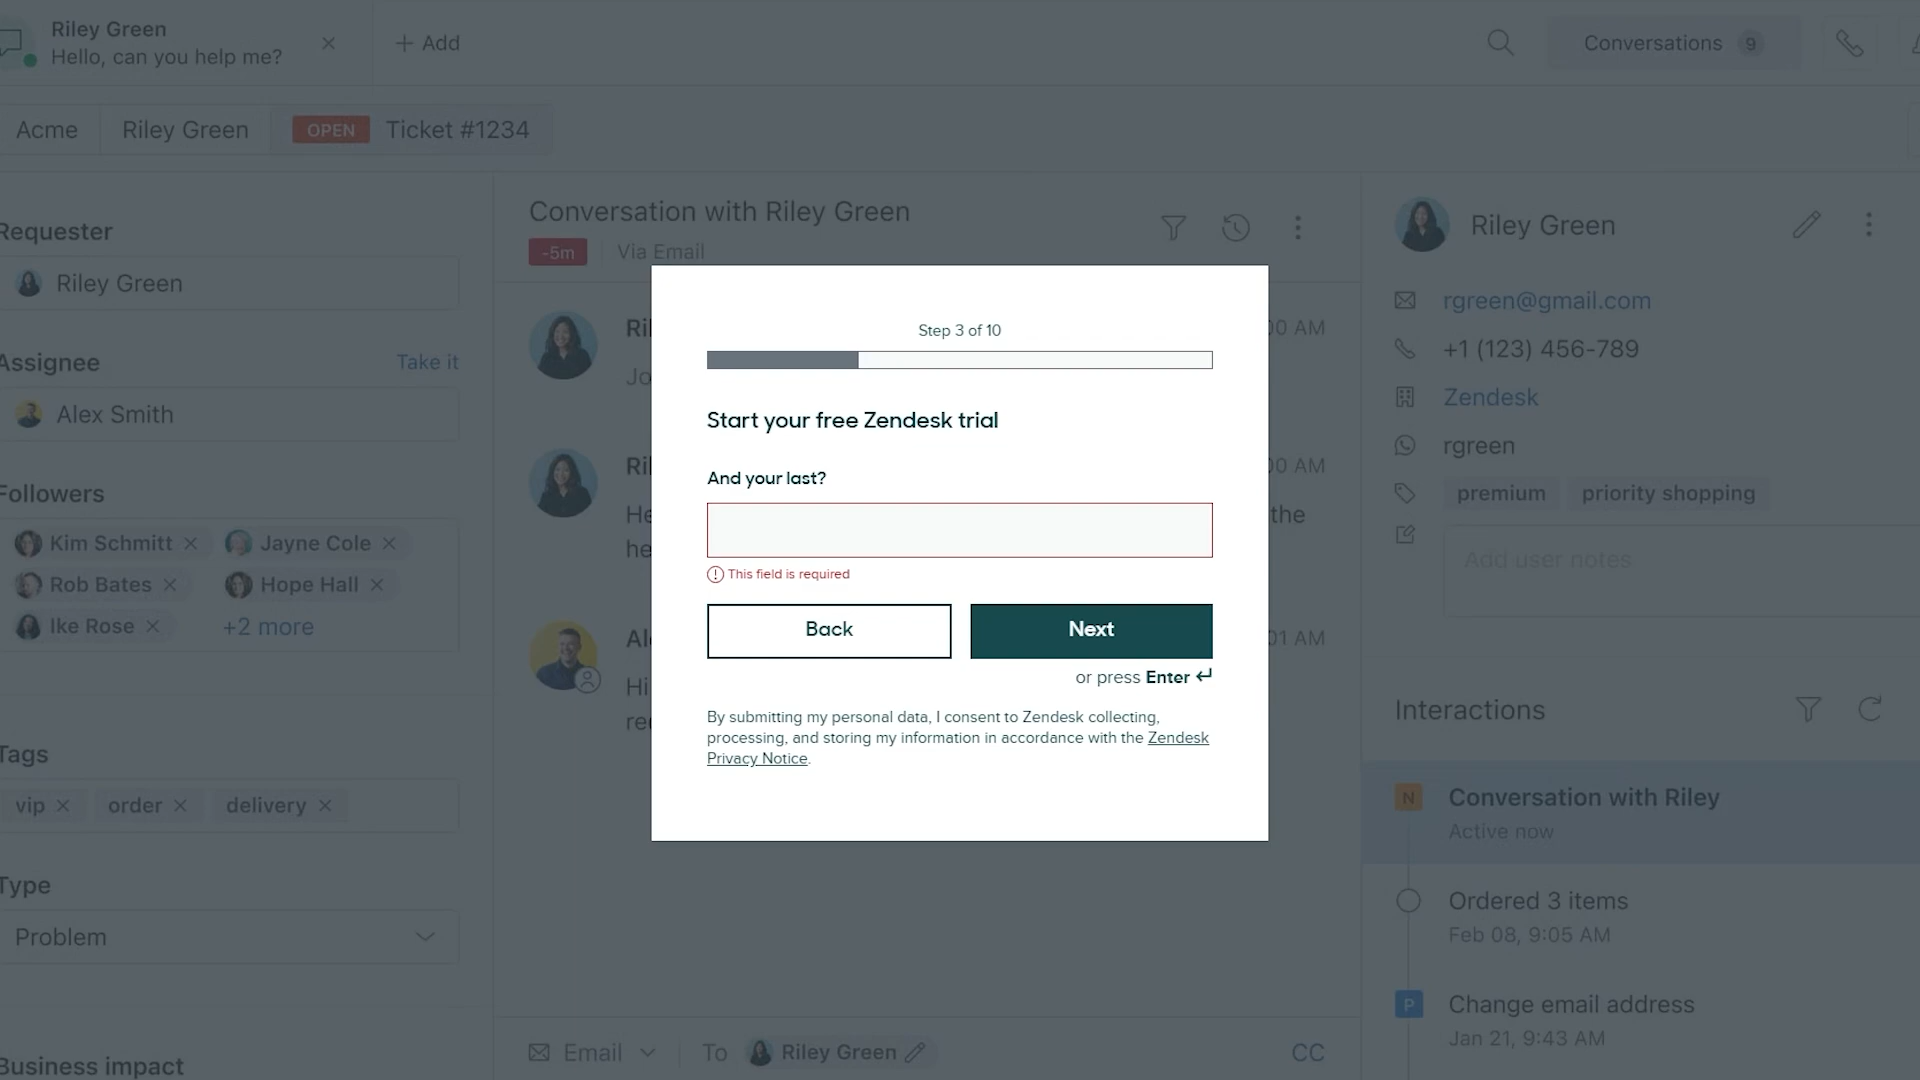 Riley Green
Hello, can you help me?
+ Add
Conversations 9
Acme
Riley Green
OPEN Ticket #1234
Requester
Riley Green
Assignee
Take it
Alex Smith
Followers
Kim Schmitt
Jayne Cole
Rob Bates
Hope Hall
Ike Rose
+2 more
Tags
vip
order
delivery
Type
Problem
Business impact
Conversation with Riley Green
-5m
Via Email
Step 3 of 10
Start your free Zendesk trial
And your last?
This field is required
Back
Next
or press Enter
By submitting my personal data, I consent to Zendesk collecting,
processing, and storing my information in accordance with the Zendesk
Privacy Notice.
the
Email
To
Riley Green
CC
Riley Green
rgreen@gmail.com
+1 (123) 456-789
Zendesk
rgreen
premium
priority shopping
Add user notes
Interactions
N
Conversation with Riley
Active now
Ordered 3 items
Feb 08, 9:05 AM
P
Change email address
Jan 21, 9:43 AM